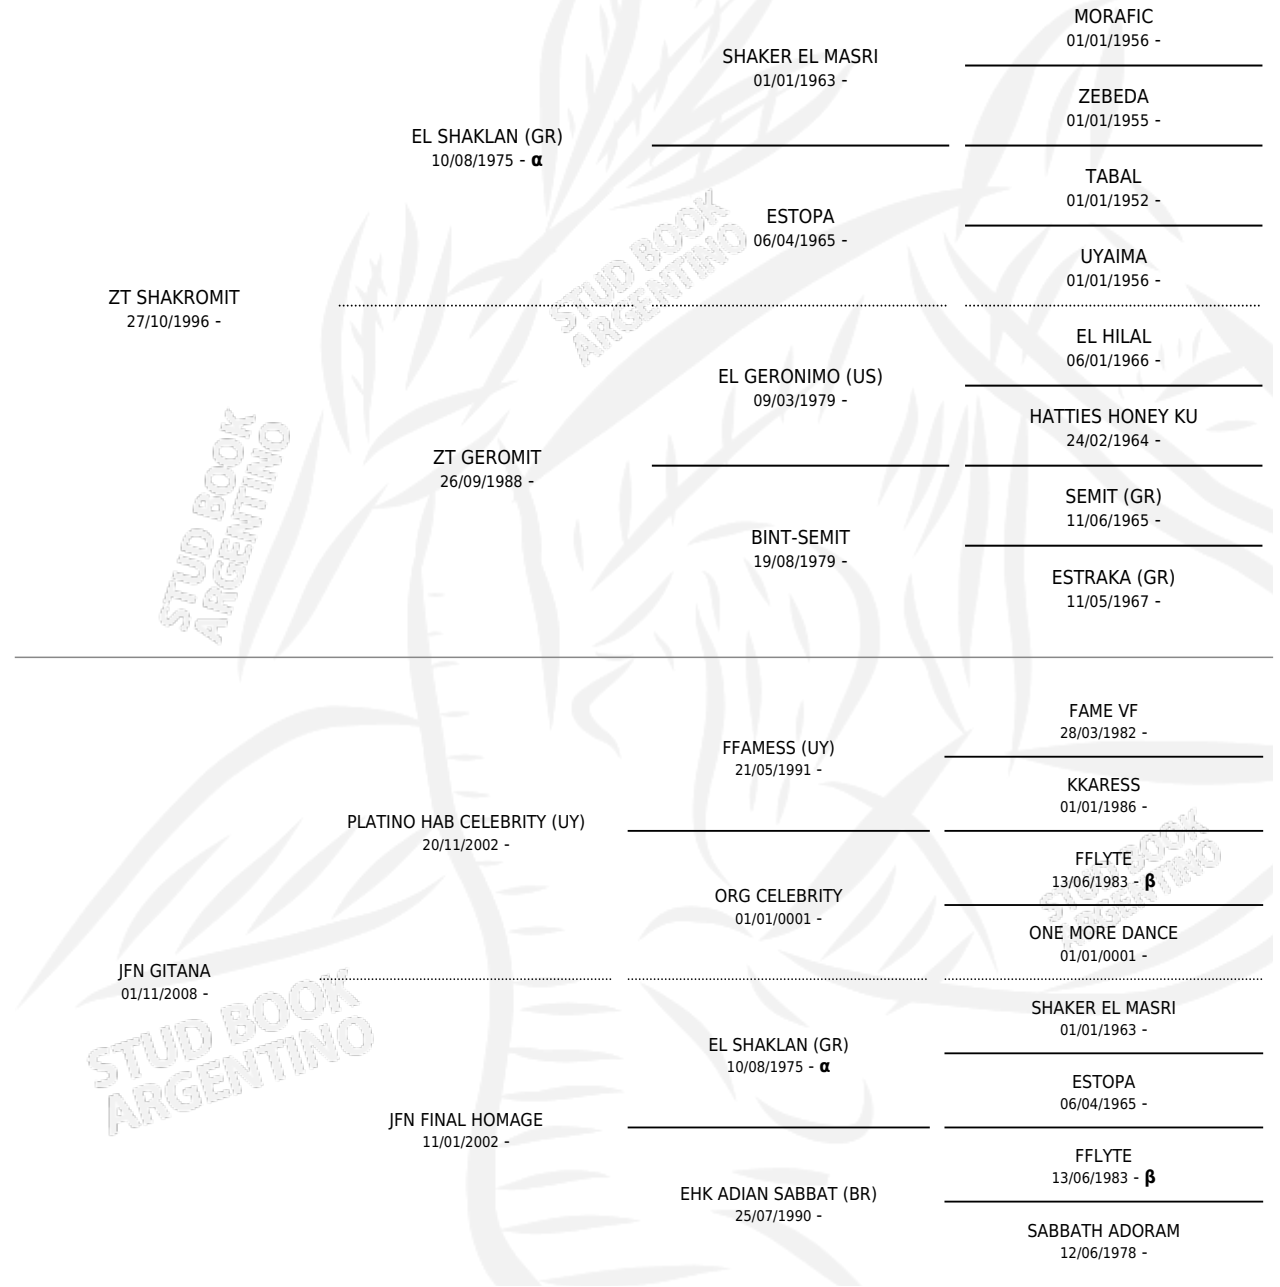 MORAFIC
01/01/1956 -
SHAKER EL MASRI
01/01/1963 -
ZEBEDA
01/01/1955 -
EL SHAKLAN (GR)
10/08/1975 - α
TABAL
01/01/1952 -
ESTOPA
06/04/1965 -
UYAIMA
01/01/1956 -
ZT SHAKROMIT
27/10/1996 -
EL HILAL
06/01/1966 -
EL GERONIMO (US)
09/03/1979 -
HATTIES HONEY KU
24/02/1964 -
ZT GEROMIT
26/09/1988 -
SEMIT (GR)
11/06/1965 -
BINT-SEMIT
19/08/1979 -
ESTRAKA (GR)
11/05/1967 -
FAME VF
28/03/1982 -
FFAMESS (UY)
21/05/1991 -
KKARESS
01/01/1986 -
PLATINO HAB CELEBRITY (UY)
20/11/2002 -
FFLYTE
13/06/1983 - β
ORG CELEBRITY
01/01/0001 -
ONE MORE DANCE
01/01/0001 -
JFN GITANA
01/11/2008 -
SHAKER EL MASRI
01/01/1963 -
EL SHAKLAN (GR)
10/08/1975 - α
ESTOPA
06/04/1965 -
JFN FINAL HOMAGE
11/01/2002 -
FFLYTE
13/06/1983 - β
EHK ADIAN SABBAT (BR)
25/07/1990 -
SABBATH ADORAM
12/06/1978 -
STUD BOOK
ARGENTINO
STUD BOOK
ARGENTINO
STUD BOOK
ARGENTINO
STUD BOOK
ARGENTINO